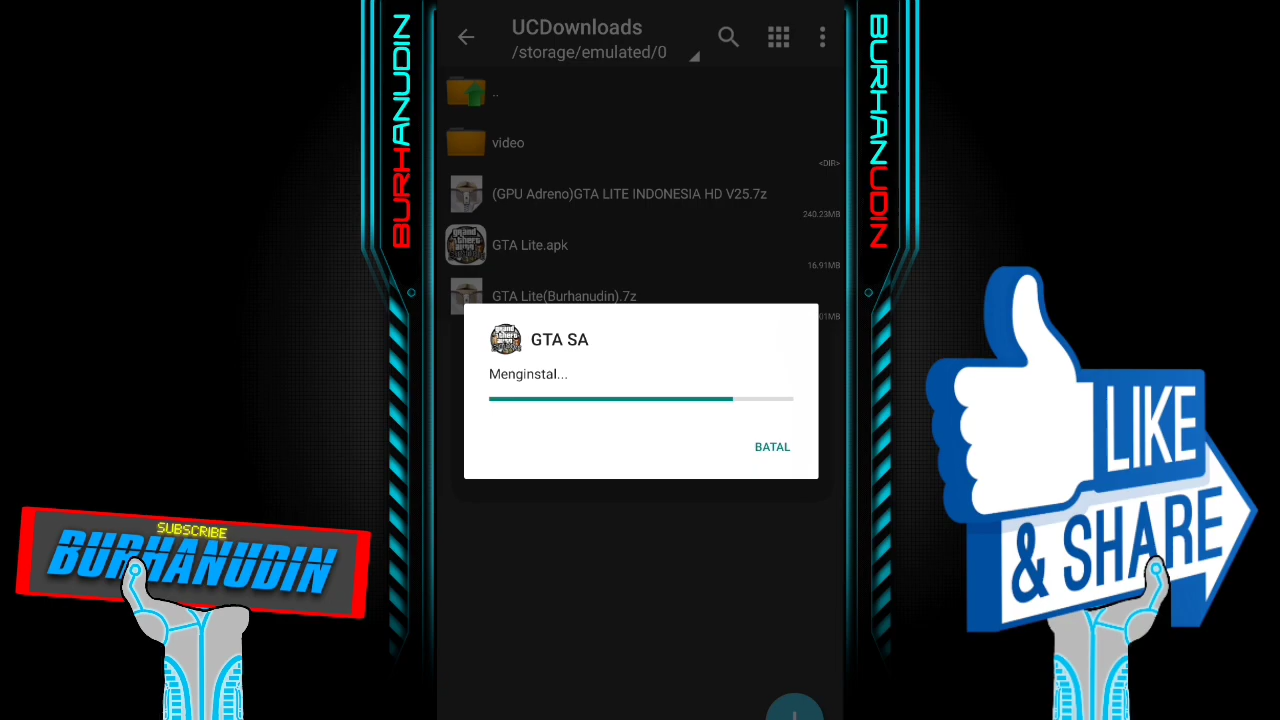 BURHANUDIN
UCDownloads
/storage/emulated/0
BURHANUDIN
..
video
<DIR>
(GPU Adreno)GTA LITE INDONESIA HD V25.7z
240.23MB
GTA Lite.apk
16.91MB
GTA Lite(Burhanudin).7z
01MB
GTA SA
Menginstal...
BATAL
SUBSCRIBE
BURHANUDIN
LIKE
& SHARE